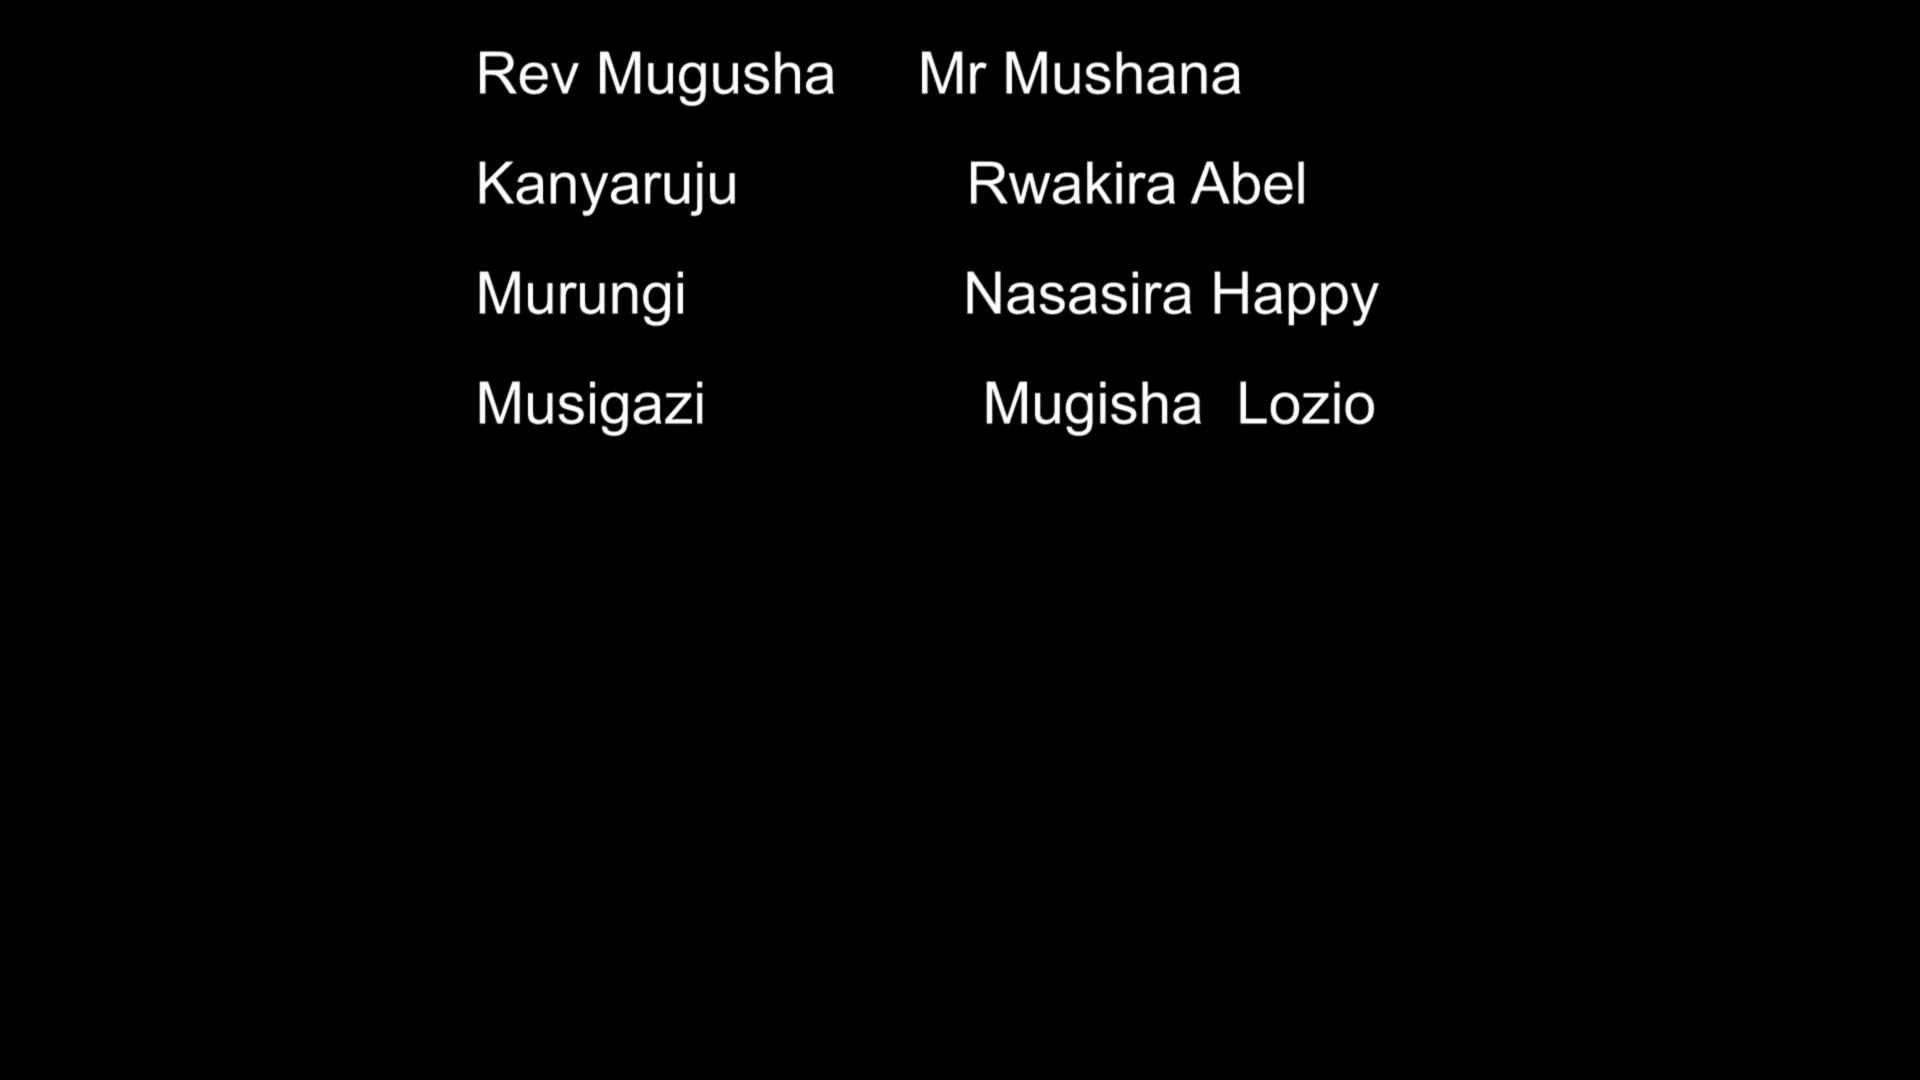 Rev Mugusha Mr Mushana
Kanyaruju Rwakira Abel
Murungi Nasasira Happy
Musigazi Mugisha Lozio